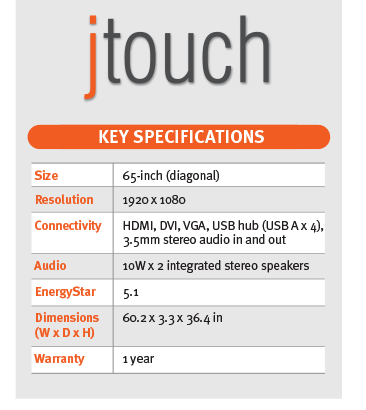 jtouch
KEY SPECIFICATIONS
Size 65-inch (diagonal)
Resolution 1920 x 1080
Connectivity HDMI, DVI, VGA, USB hub (USB A x 4),
3.5mm stereo audio in and out
Audio 10W x 2 integrated stereo speakers
EnergyStar 5.1
Dimensions 60.2 x 3.3 x 36.4 in
(W x D x H)
Warranty 1 year